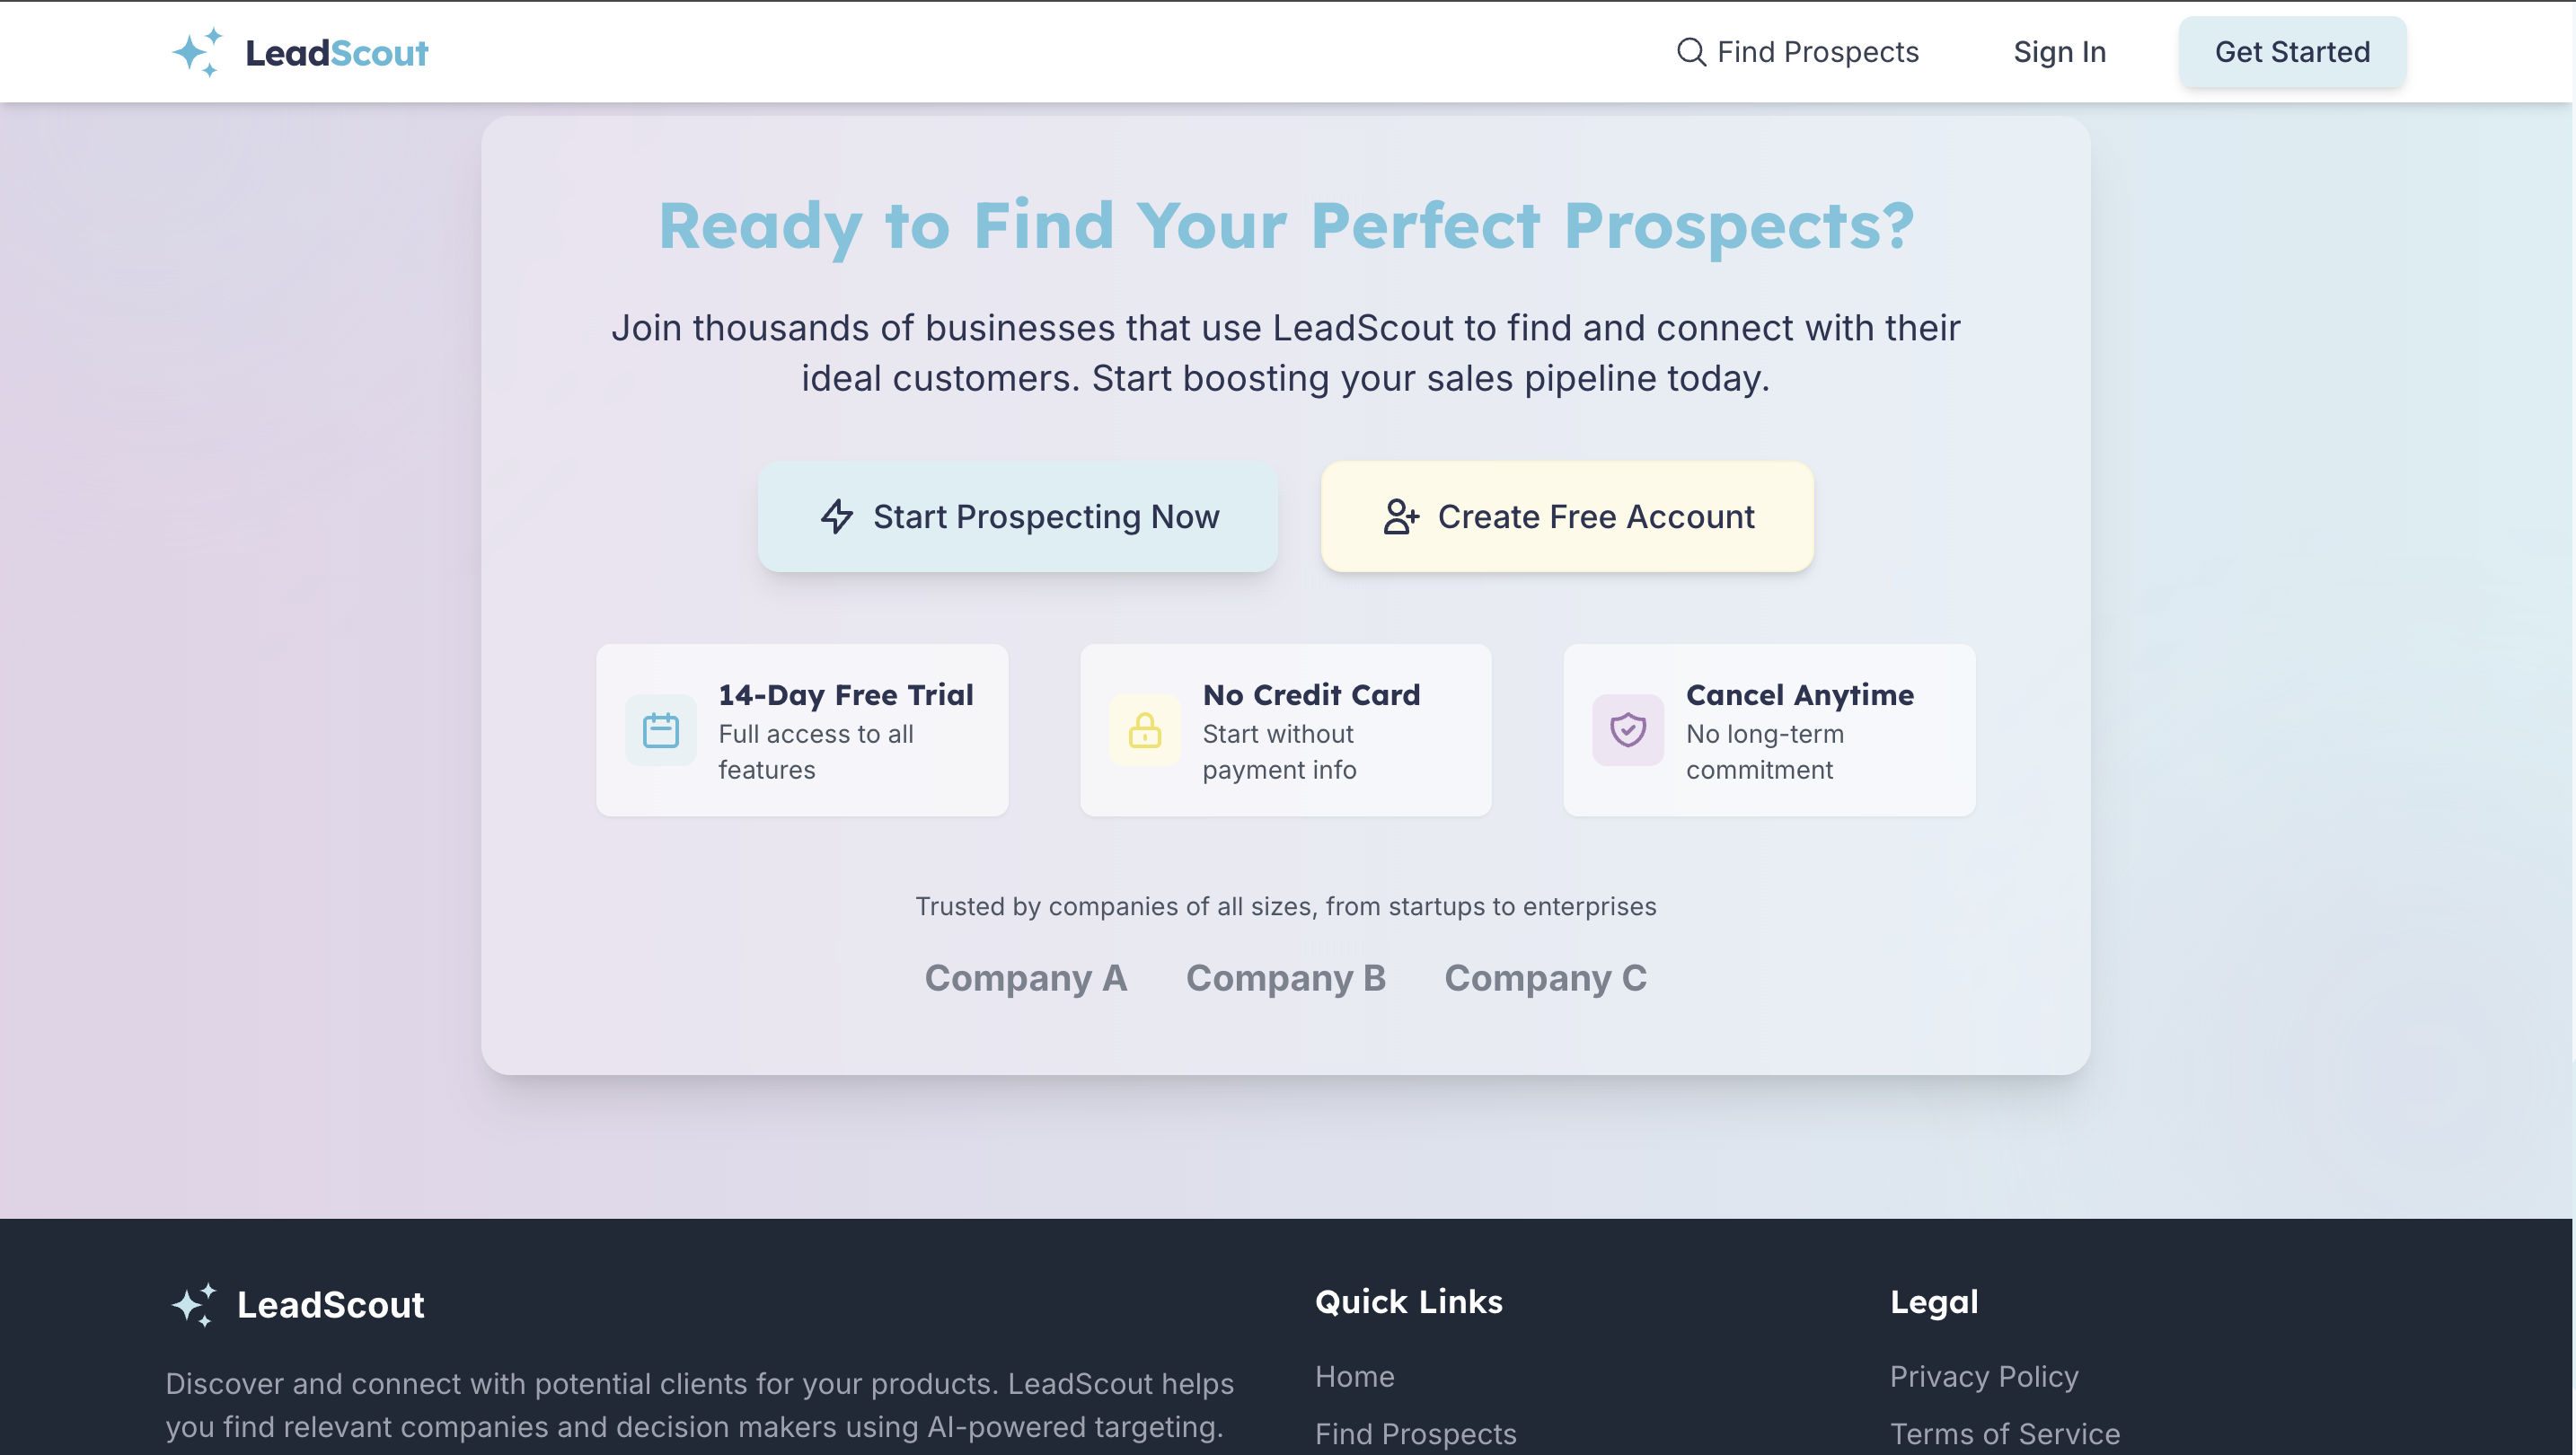 LeadScout
Find Prospects
Sign In
Get Started
Ready to Find Your Perfect Prospects?
Join thousands of businesses that use LeadScout to find and connect with their
ideal customers. Start boosting your sales pipeline today.
Start Prospecting Now
Create Free Account
14-Day Free Trial
Full access to all
features
No Credit Card
Start without
payment info
Cancel Anytime
No long-term
commitment
Trusted by companies of all sizes, from startups to enterprises
Company A
Company B
Company C
LeadScout
Discover and connect with potential clients for your products. LeadScout helps
you find relevant companies and decision makers using AI-powered targeting.
Quick Links
Home
Find Prospects
Legal
Privacy Policy
Terms of Service